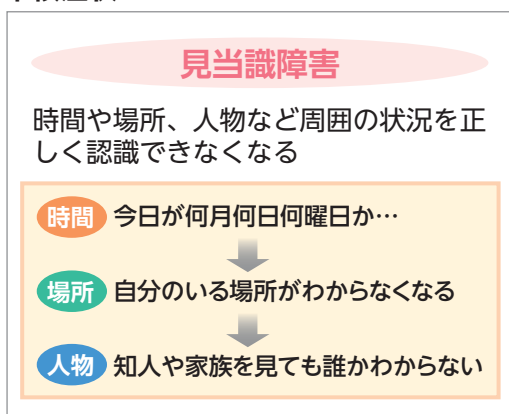 見当識障害
時間や場所、人物など周囲の状況を正
しく認識できなくなる
時間 今日が何月何日何曜日か…
場所 自分のいる場所がわからなくなる
人物 知人や家族を見ても誰かわからない